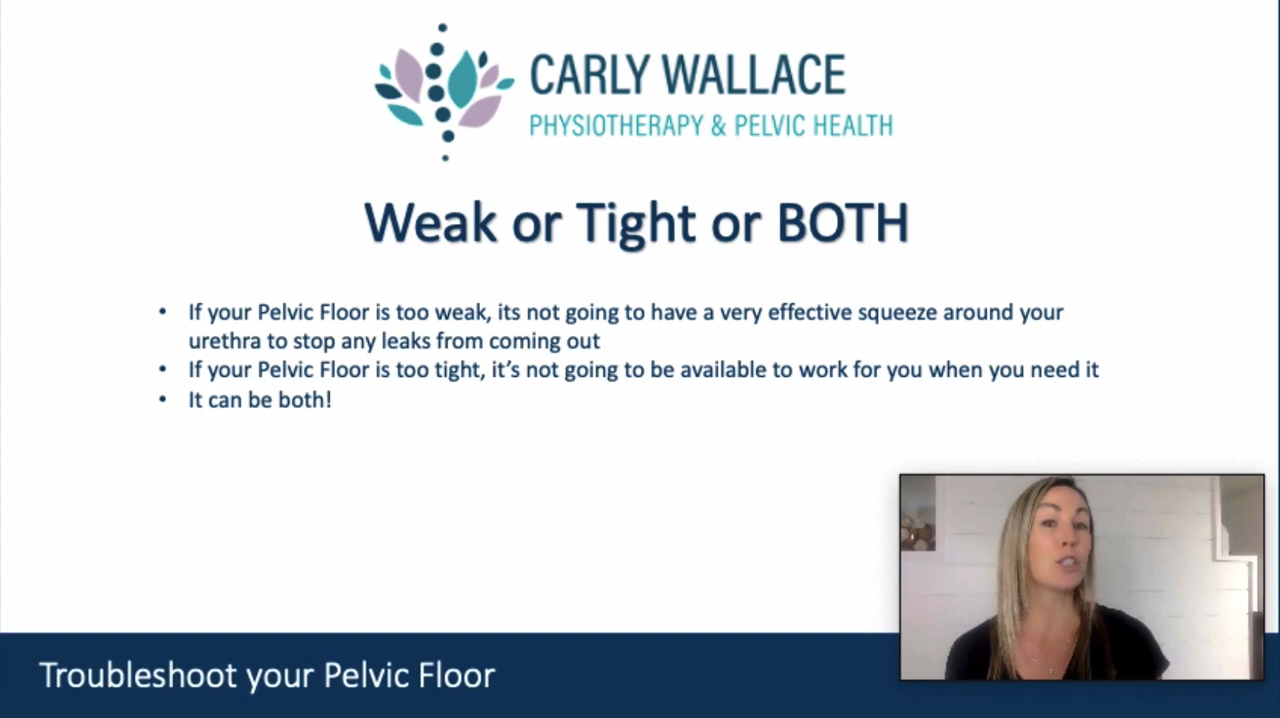 CARLY WALLACE
PHYSIOTHERAPY & PELVIC HEALTH
Weak or Tight or BOTH
• If your Pelvic Floor is too weak, its not going to have a very effective squeeze around your
urethra to stop any leaks from coming out
• If your Pelvic Floor is too tight, it’s not going to be available to work for you when you need it
• It can be both!
Troubleshoot your Pelvic Floor